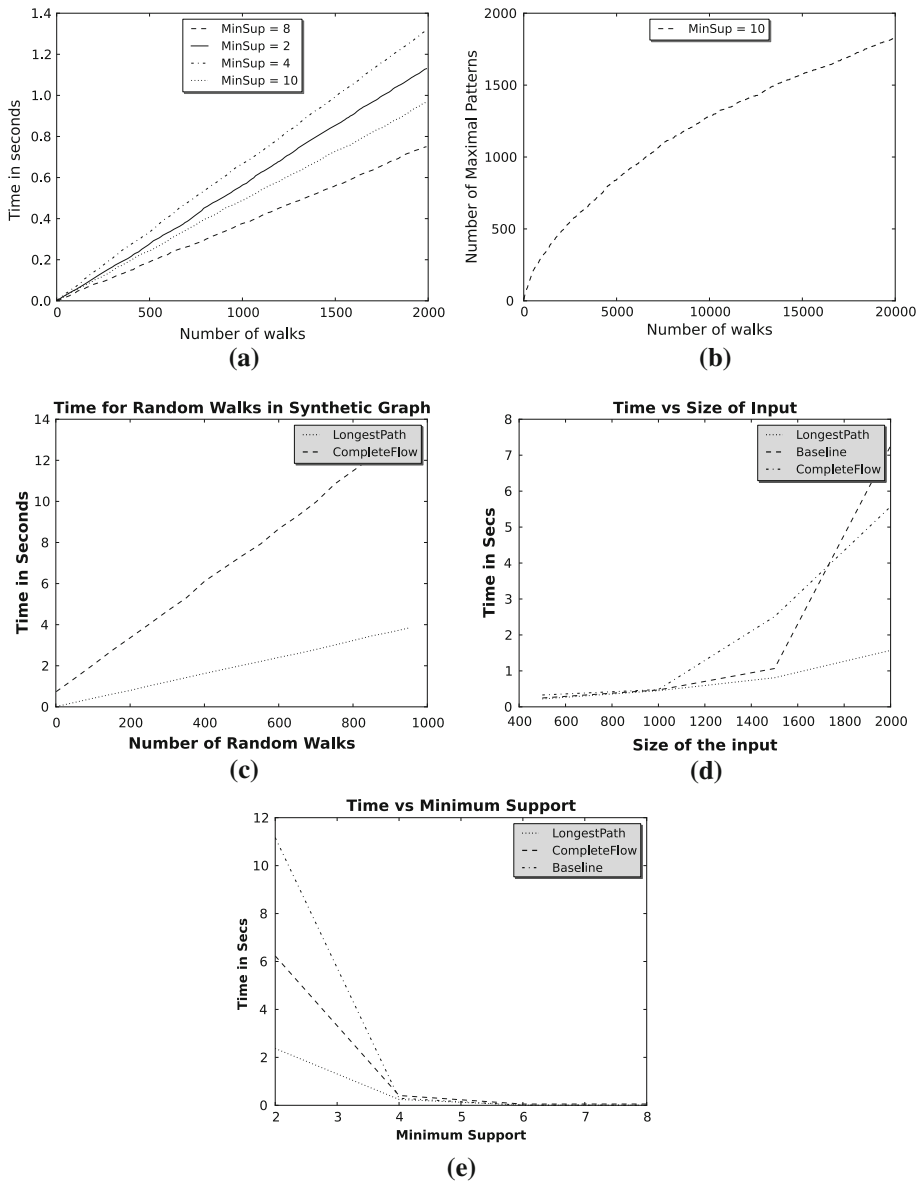 1.4
1.2
1.0
0.8
0.6
0.4
0.2
0.0
Time in seconds
MinSup = 8
MinSup = 2
MinSup = 4
MinSup = 10
0 500 1000 1500 2000
Number of walks
(a)
2000
1500
1000
500
0
Number of Maximal Patterns
MinSup = 10
0 5000 10000 15000 20000
Number of walks
(b)
Time for Random Walks in Synthetic Graph
14
12
10
8
6
4
2
0
Time in Seconds
LongestPath
CompleteFlow
0 200 400 600 800 1000
Number of Random Walks
(c)
Time vs Size of Input
8
7
6
5
4
3
2
1
0
Time in Secs
LongestPath
Baseline
CompleteFlow
400 600 800 1000 1200 1400 1600 1800 2000
Size of the input
(d)
Time vs Minimum Support
12
10
8
6
4
2
0
Time in Secs
LongestPath
CompleteFlow
Baseline
2 3 4 5 6 7 8
Minimum Support
(e)